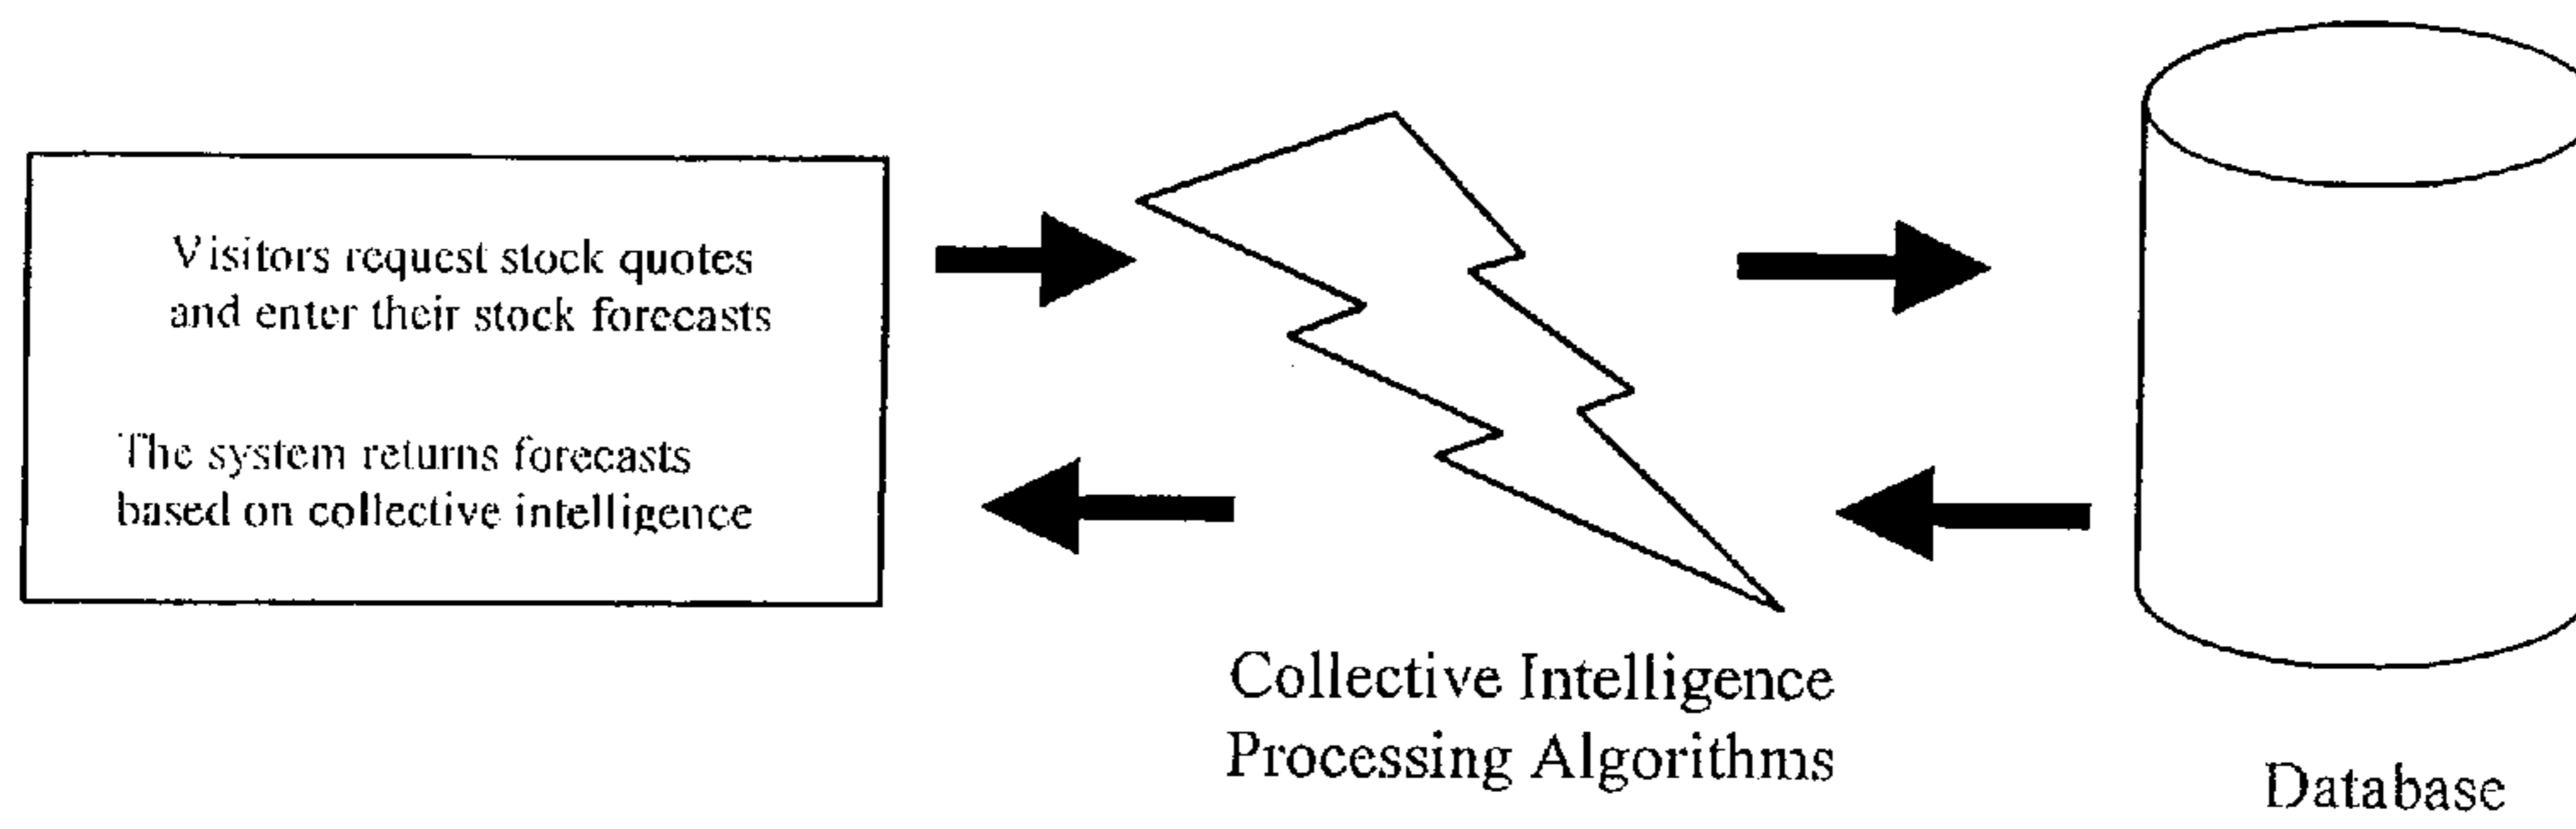 Visitors request stock quotes
and enter their stock forecasts
The system returns forecasts
based on collective intelligence
Collective Intelligence
Processing Algorithms
Database